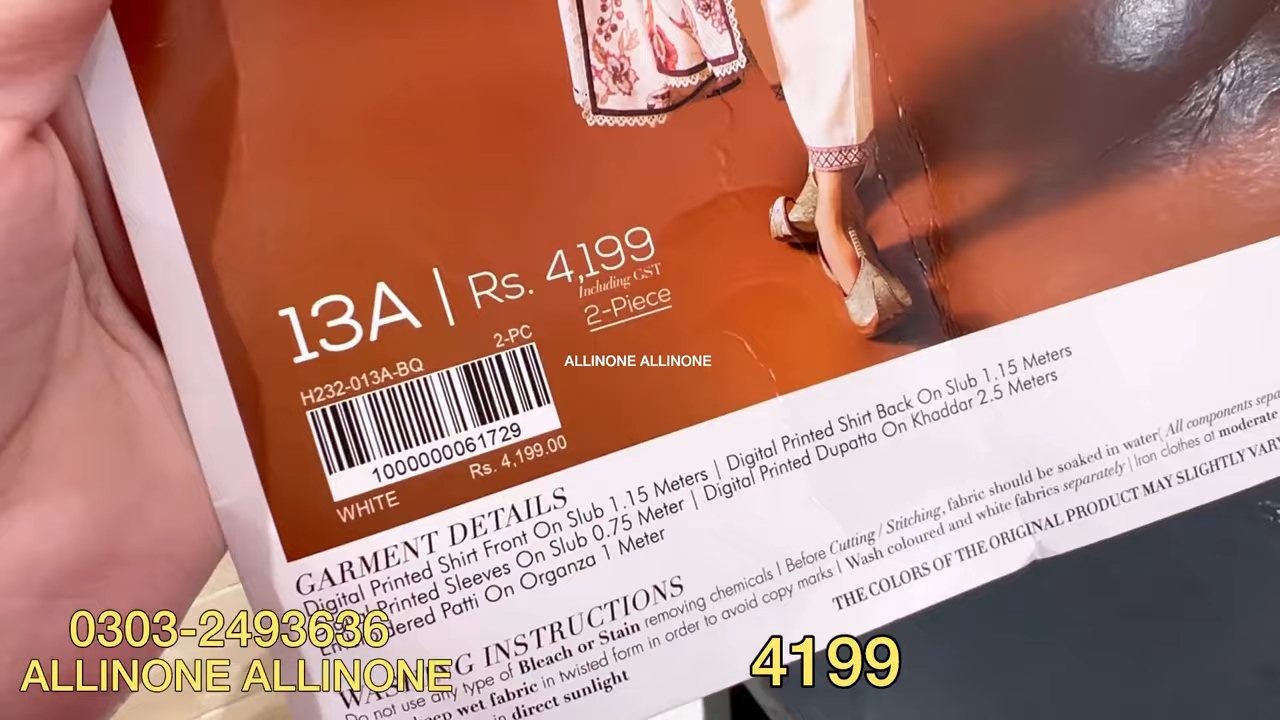 13A | Rs. 4,199
Including GST
2-Piece
H232-013A-BQ 2-PC
1000000061729
WHITE Rs. 4,199.00
ALLINONE ALLINONE
GARMENT DETAILS
Digital Printed Shirt Front On Slub 1.15 Meters | Digital Printed Shirt Back On Slub 1.15 Meters
Printed Sleeves On Slub 0.75 Meter | Digital Printed Dupatta On Khaddar 2.5 Meters
Patti On Organza 1 Meter
INSTRUCTIONS
Do not use any type of Bleach or Stain removing chemicals | Before Cutting / Stitching, fabric should be soaked in water( All components
wet fabric in twisted form in order to avoid copy marks | Wash coloured and white fabrics separately | Iron clothes at moderate
in direct sunlight
THE COLORS OF THE ORIGINAL PRODUCT MAY SLIGHTLY VARY
0303-2493636
ALLINONE ALLINONE
4199